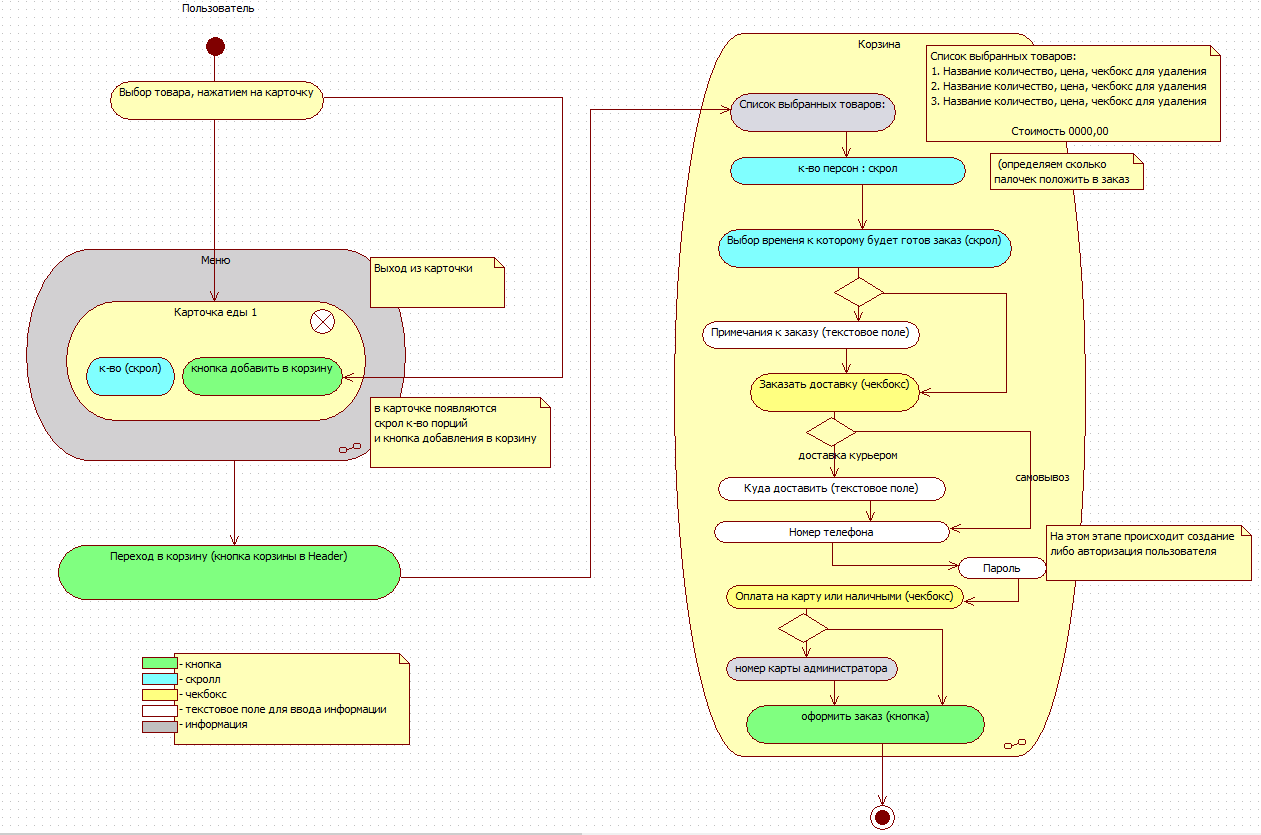 Пользователь
Выбор товара, нажатием на карточку
Меню
Карточка еды 1
к-во (скрол)
кнопка добавить в корзину
Выход из карточки
в карточке появляются
скрол к-во порций
и кнопка добавления в корзину
Переход в корзину (кнопка корзины в Header)
- кнопка
- скролл
- чекбокс
- текстовое поле для ввода информации
- информация
Корзина
Список выбранных товаров:
1. Название количество, цена, чекбокс для удаления
2. Название количество, цена, чекбокс для удаления
3. Название количество, цена, чекбокс для удаления
Стоимость 0000,00
Список выбранных товаров:
к-во персон : скрол
(определяем сколько
палочек положить в заказ
Выбор временя к которому будет готов заказ (скрол)
Примечания к заказу (текстовое поле)
Заказать доставку (чекбокс)
доставка курьером
самовывоз
Куда доставить (текстовое поле)
Номер телефона
На этом этапе происходит создание
либо авторизация пользователя
Пароль
Оплата на карту или наличными (чекбокс)
номер карты администратора
оформить заказ (кнопка)